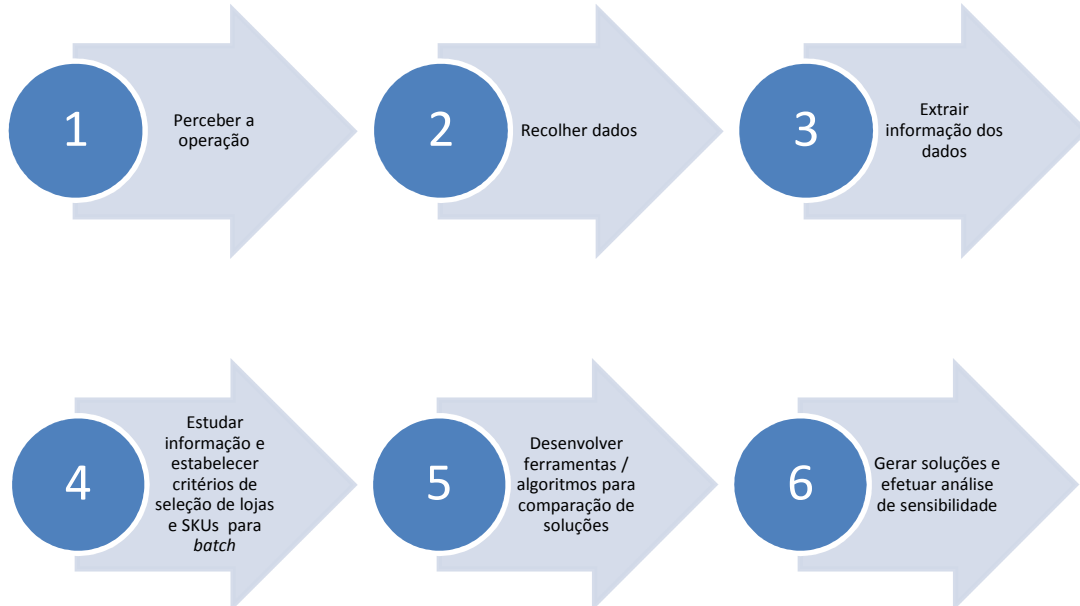 1
Perceber a
operação
2
Recolher dados
3
Extrair
informação dos
dados
4
Estudar
informação e
estabelecer
critérios de
seleção de lojas
e SKUs para
batch
5
Desenvolver
ferramentas /
algoritmos para
comparação de
soluções
6
Gerar soluções e
efetuar análise
de sensibilidade